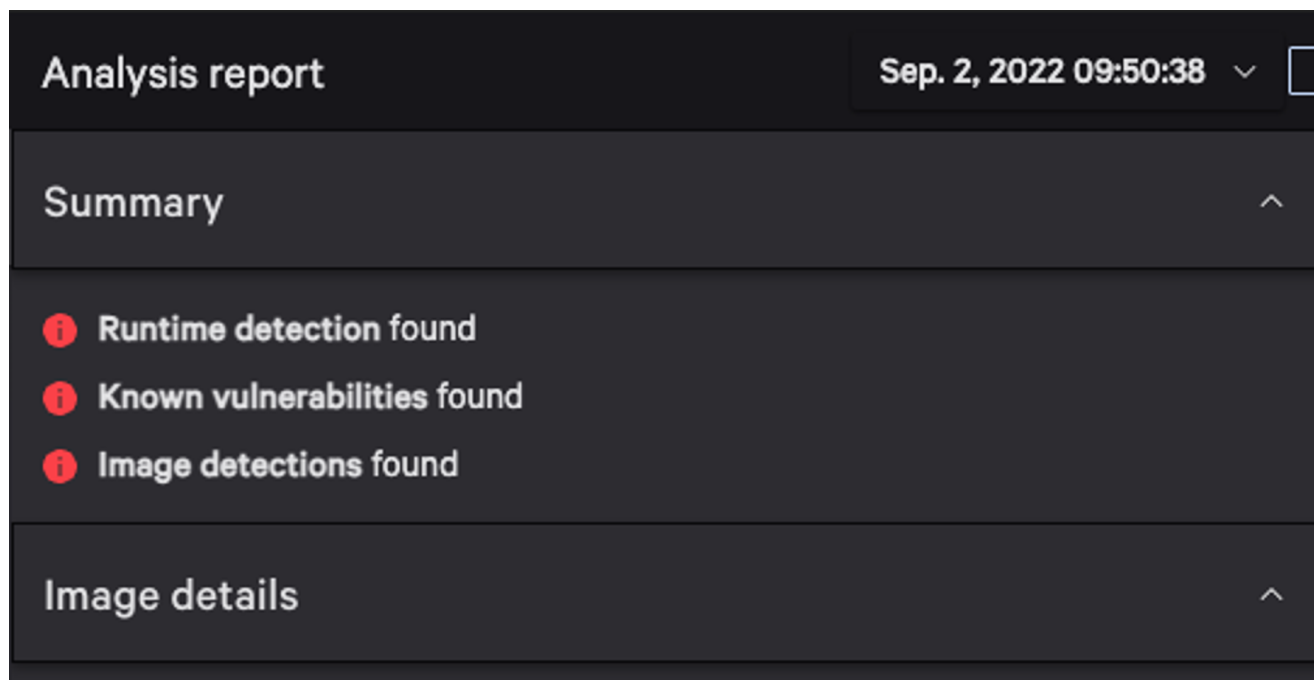 Analysis report
Sep. 2, 2022 09:50:38
Summary
Runtime detection found
Known vulnerabilities found
Image detections found
Image details